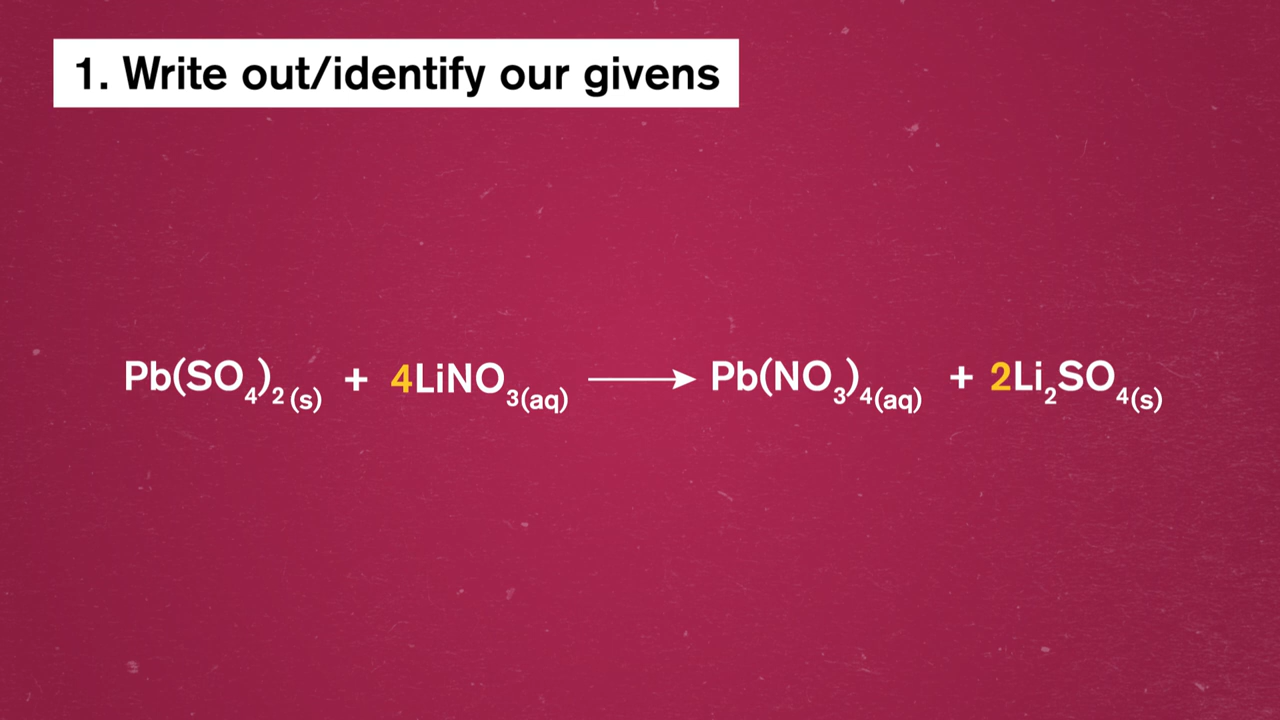 1. Write out/identify our givens
Pb(SO₄)₂(s) + 4LiNO₃(aq) ⟶ Pb(NO₃)₄(aq) + 2Li₂SO₄(s)